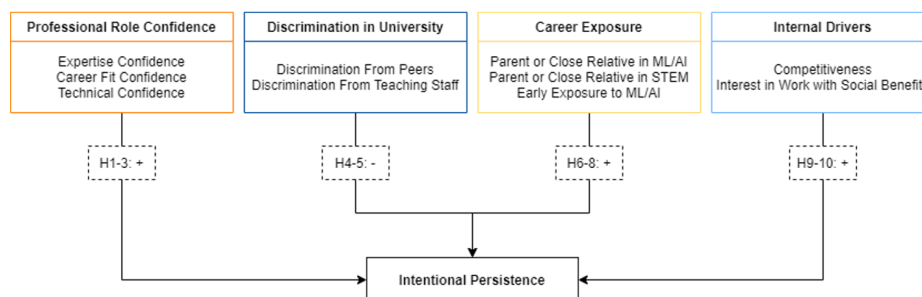 Professional Role Confidence
Expertise Confidence
Career Fit Confidence
Technical Confidence
Discrimination in University
Discrimination From Peers
Discrimination From Teaching Staff
Career Exposure
Parent or Close Relative in ML/AI
Parent or Close Relative in STEM
Early Exposure to ML/AI
Internal Drivers
Competitiveness
Interest in Work with Social Benefit
H1-3: +
H4-5: -
H6-8: +
H9-10: +
Intentional Persistence